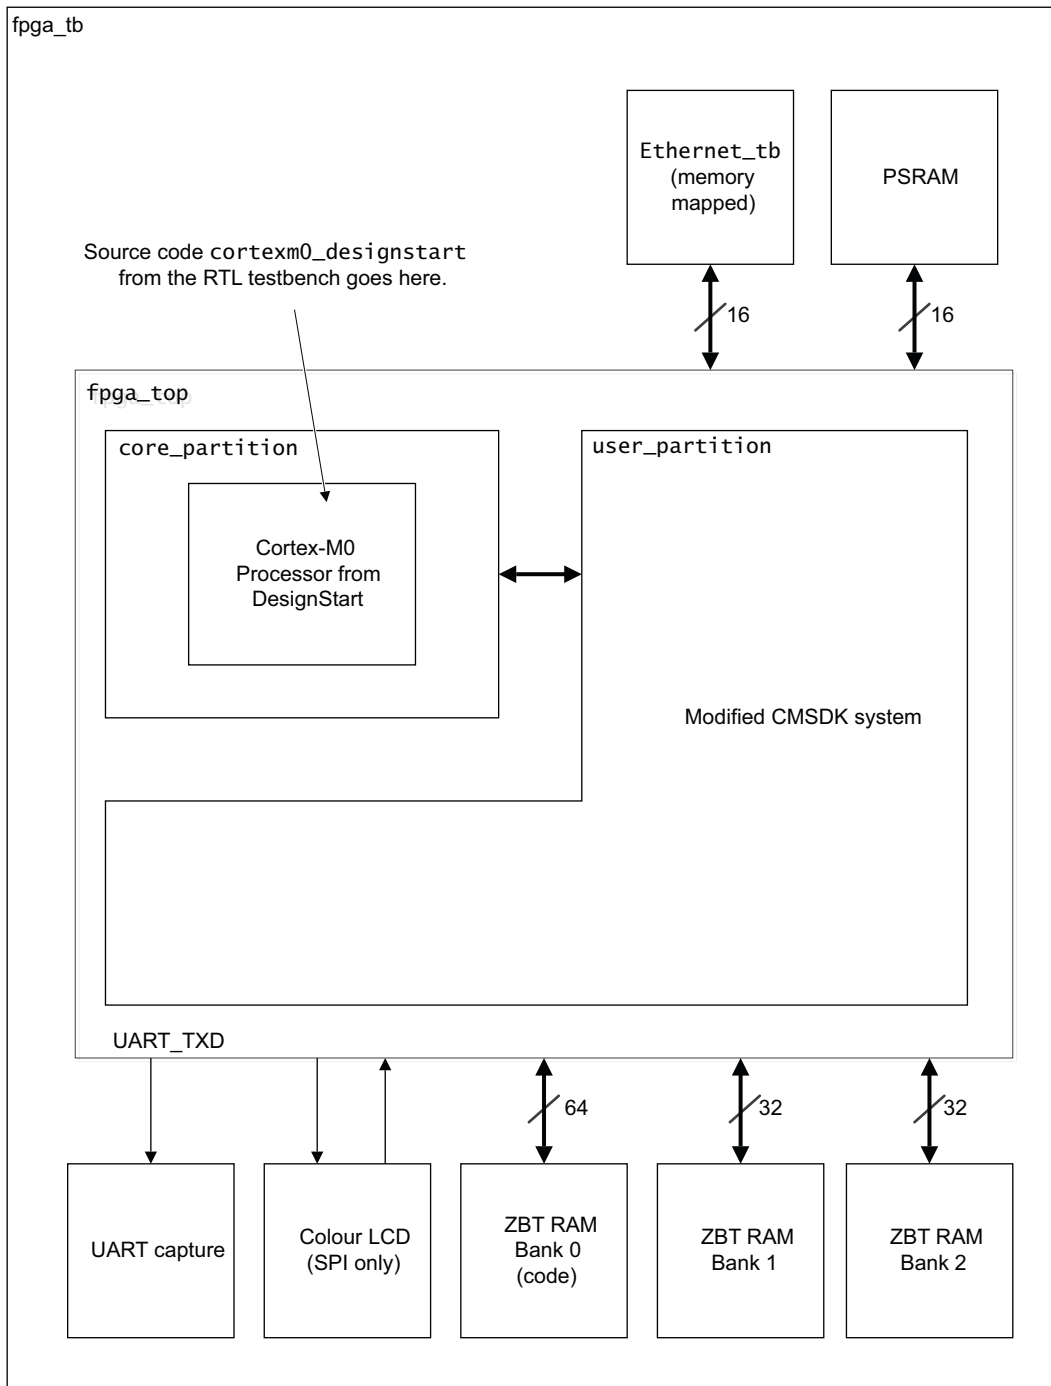 fpga_tb
Ethernet_tb
(memory
mapped)
PSRAM
Source code cortexm0_designstart
from the RTL testbench goes here.
16
16
fpga_top
core_partition
user_partition
Cortex-M0
Processor from
DesignStart
Modified CMSDK system
UART_TXD
64
32
32
UART capture
Colour LCD
(SPI only)
ZBT RAM
Bank 0
(code)
ZBT RAM
Bank 1
ZBT RAM
Bank 2